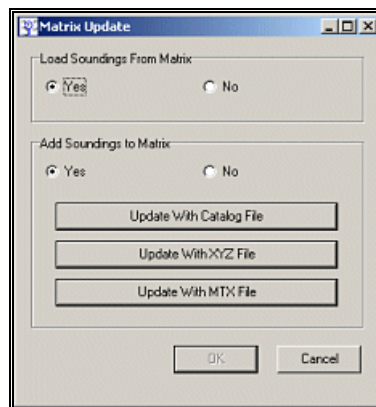 Matrix Update
Load Soundings From Matrix
Yes No
Add Soundings to Matrix
Yes No
Update With Catalog File
Update With XYZ File
Update With MTX File
OK Cancel